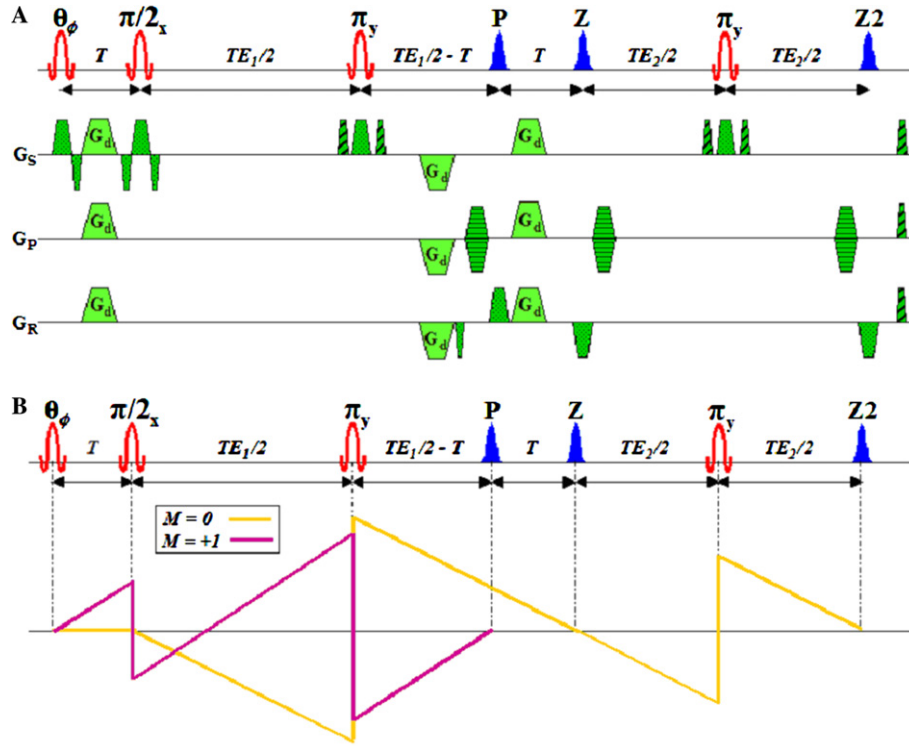 A θϕ π/2x πy P Z πy Z2
T TE1/2 TE1/2 - T T TE2/2 TE2/2
GS Gd Gd Gd
GP Gd Gd Gd
GR Gd Gd Gd
B θϕ π/2x πy P Z πy Z2
T TE1/2 TE1/2 - T T TE2/2 TE2/2
M = 0
M = +1